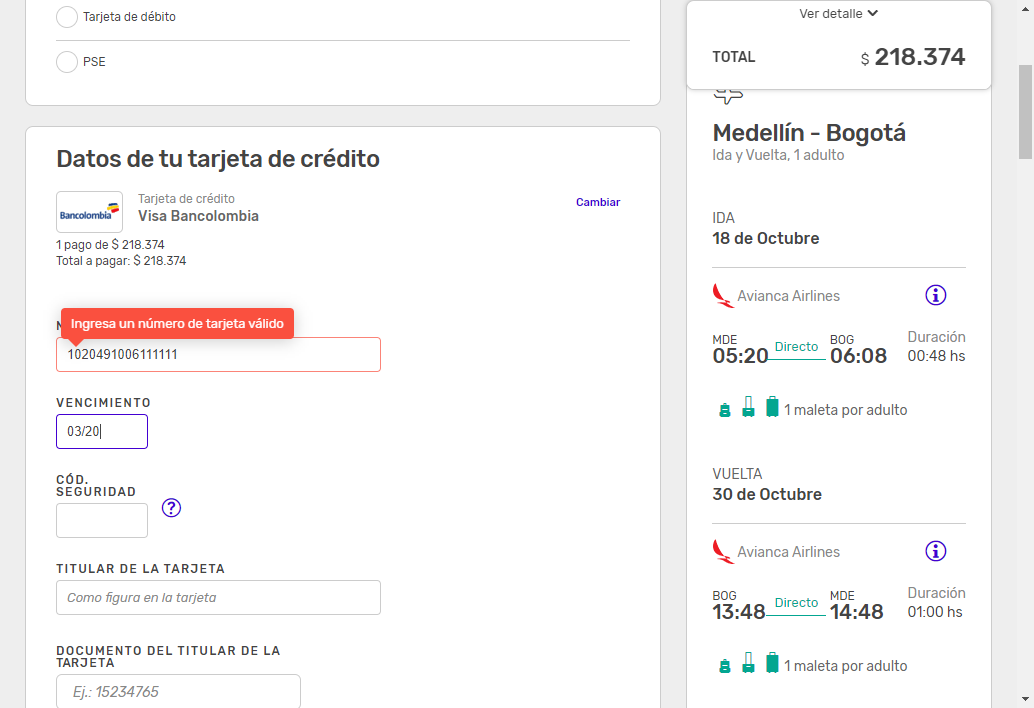 Tarjeta de débito
PSE
Datos de tu tarjeta de crédito
Bancolombia
Tarjeta de crédito
Visa Bancolombia
Cambiar
1 pago de $ 218.374
Total a pagar: $ 218.374
Ingresa un número de tarjeta válido
1020491006111111
VENCIMIENTO
03/20
CÓD.
SEGURIDAD
?
TITULAR DE LA TARJETA
Como figura en la tarjeta
DOCUMENTO DEL TITULAR DE LA
TARJETA
Ej.: 15234765
Ver detalle
TOTAL
$ 218.374
Medellín - Bogotá
Ida y Vuelta, 1 adulto
IDA
18 de Octubre
Avianca Airlines
MDE
05:20
Directo
BOG
06:08
Duración
00:48 hs
1 maleta por adulto
VUELTA
30 de Octubre
Avianca Airlines
BOG
13:48
Directo
MDE
14:48
Duración
01:00 hs
1 maleta por adulto